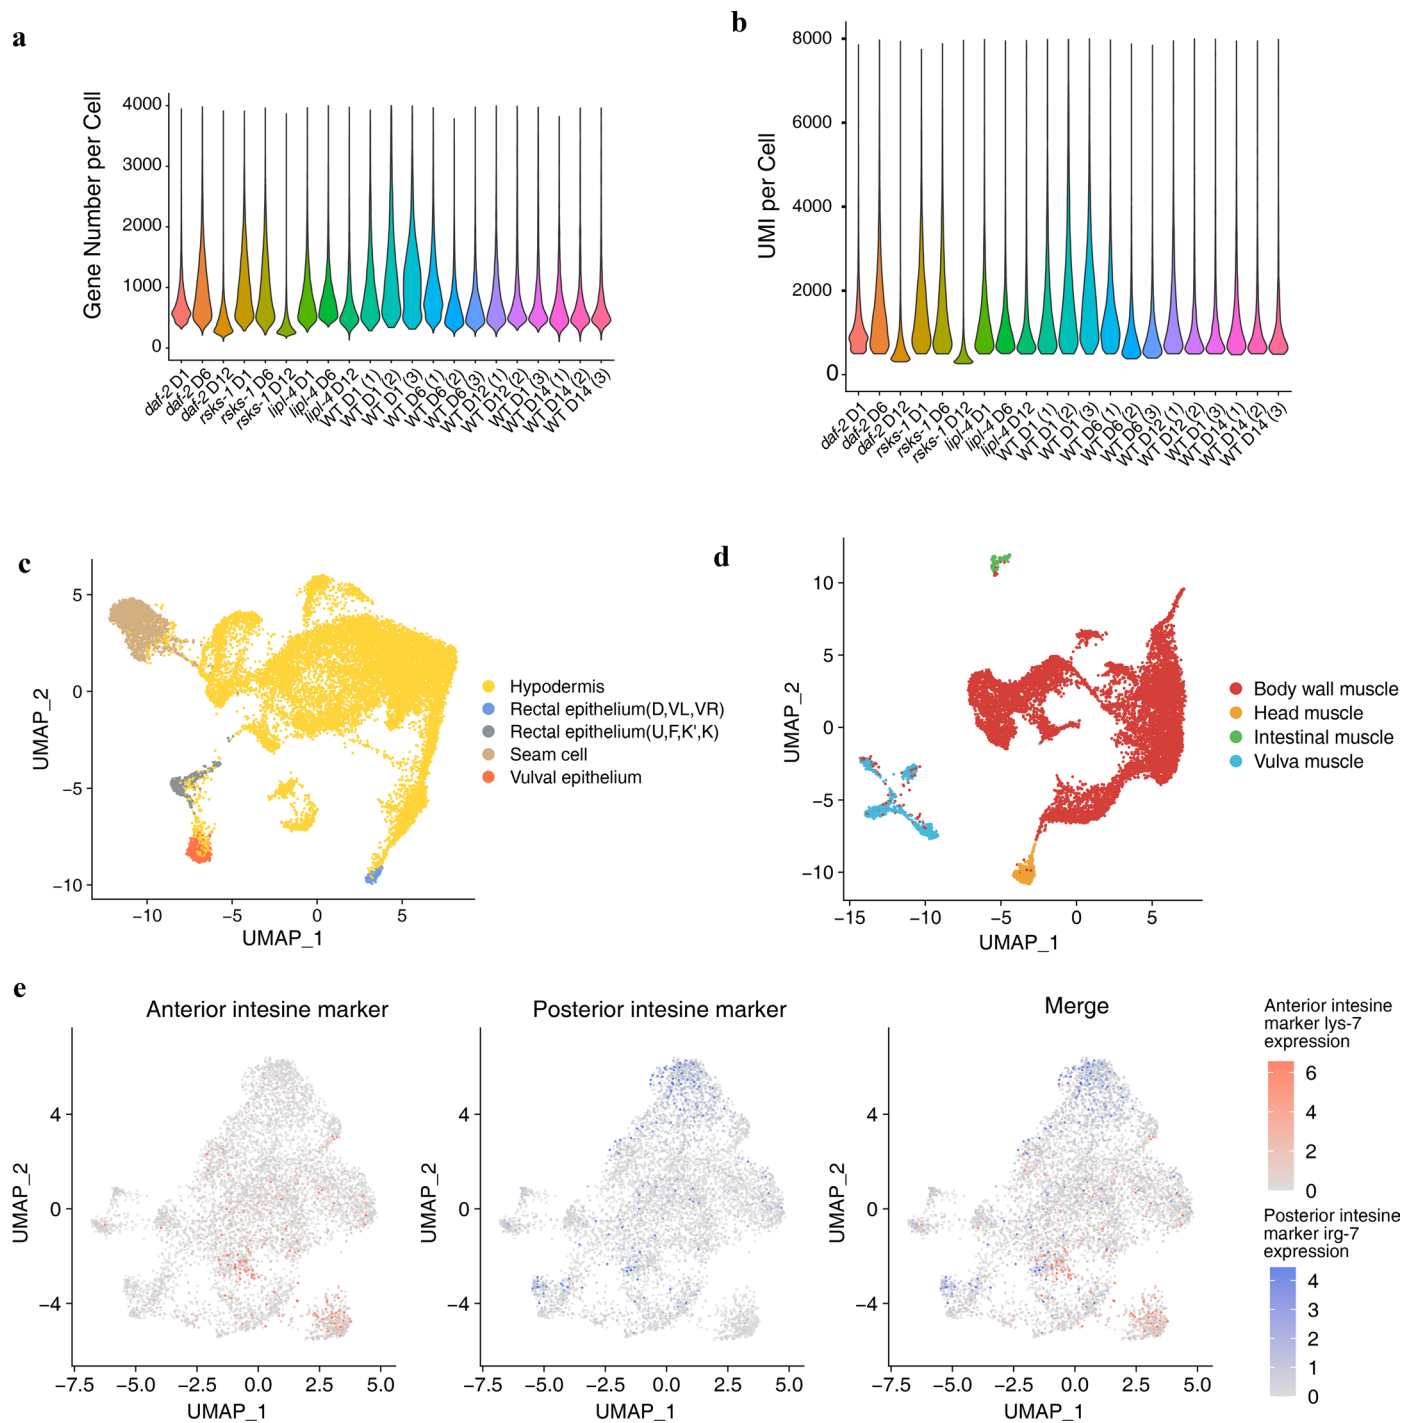 a
Gene Number per Cell
4000
3000
2000
1000
0
daf-2 D1
daf-2 D6
daf-2 D12
rsks-1 D1
rsks-1 D6
rsks-1 D12
lipl-4 D1
lipl-4 D6
lipl-4 D12
WT D1 (1)
WT D1 (2)
WT D1 (3)
WT D6 (1)
WT D6 (2)
WT D6 (3)
WT D12 (1)
WT D12 (2)
WT D1 (3)
WT D14 (1)
WT D14 (2)
WT D14 (3)
b
UMI per Cell
8000
6000
4000
2000
0
daf-2 D1
daf-2 D6
daf-2 D12
rsks-1 D1
rsks-1 D6
rsks-1 D12
lipl-4 D1
lipl-4 D6
lipl-4 D12
WT D1 (1)
WT D1 (2)
WT D1 (3)
WT D6 (1)
WT D6 (2)
WT D6 (3)
WT D12 (1)
WT D12 (2)
WT D1 (3)
WT D14 (1)
WT D14 (2)
WT D14 (3)
c
UMAP_2
5
0
−5
−10
−10 −5 0 5
UMAP_1
Hypodermis
Rectal epithelium(D,VL,VR)
Rectal epithelium(U,F,K',K)
Seam cell
Vulval epithelium
d
UMAP_2
10
5
0
−5
−10
−15 −10 −5 0 5
UMAP_1
Body wall muscle
Head muscle
Intestinal muscle
Vulva muscle
e
Anterior intesine marker
UMAP_2
4
0
−4
−7.5 −5.0 −2.5 0.0 2.5 5.0
UMAP_1
Posterior intesine marker
UMAP_2
4
0
−4
−7.5 −5.0 −2.5 0.0 2.5 5.0
UMAP_1
Merge
UMAP_2
4
0
−4
−7.5 −5.0 −2.5 0.0 2.5 5.0
UMAP_1
Anterior intesine
marker lys-7
expression
6
4
2
0
Posterior intesine
marker irg-7
expression
4
3
2
1
0